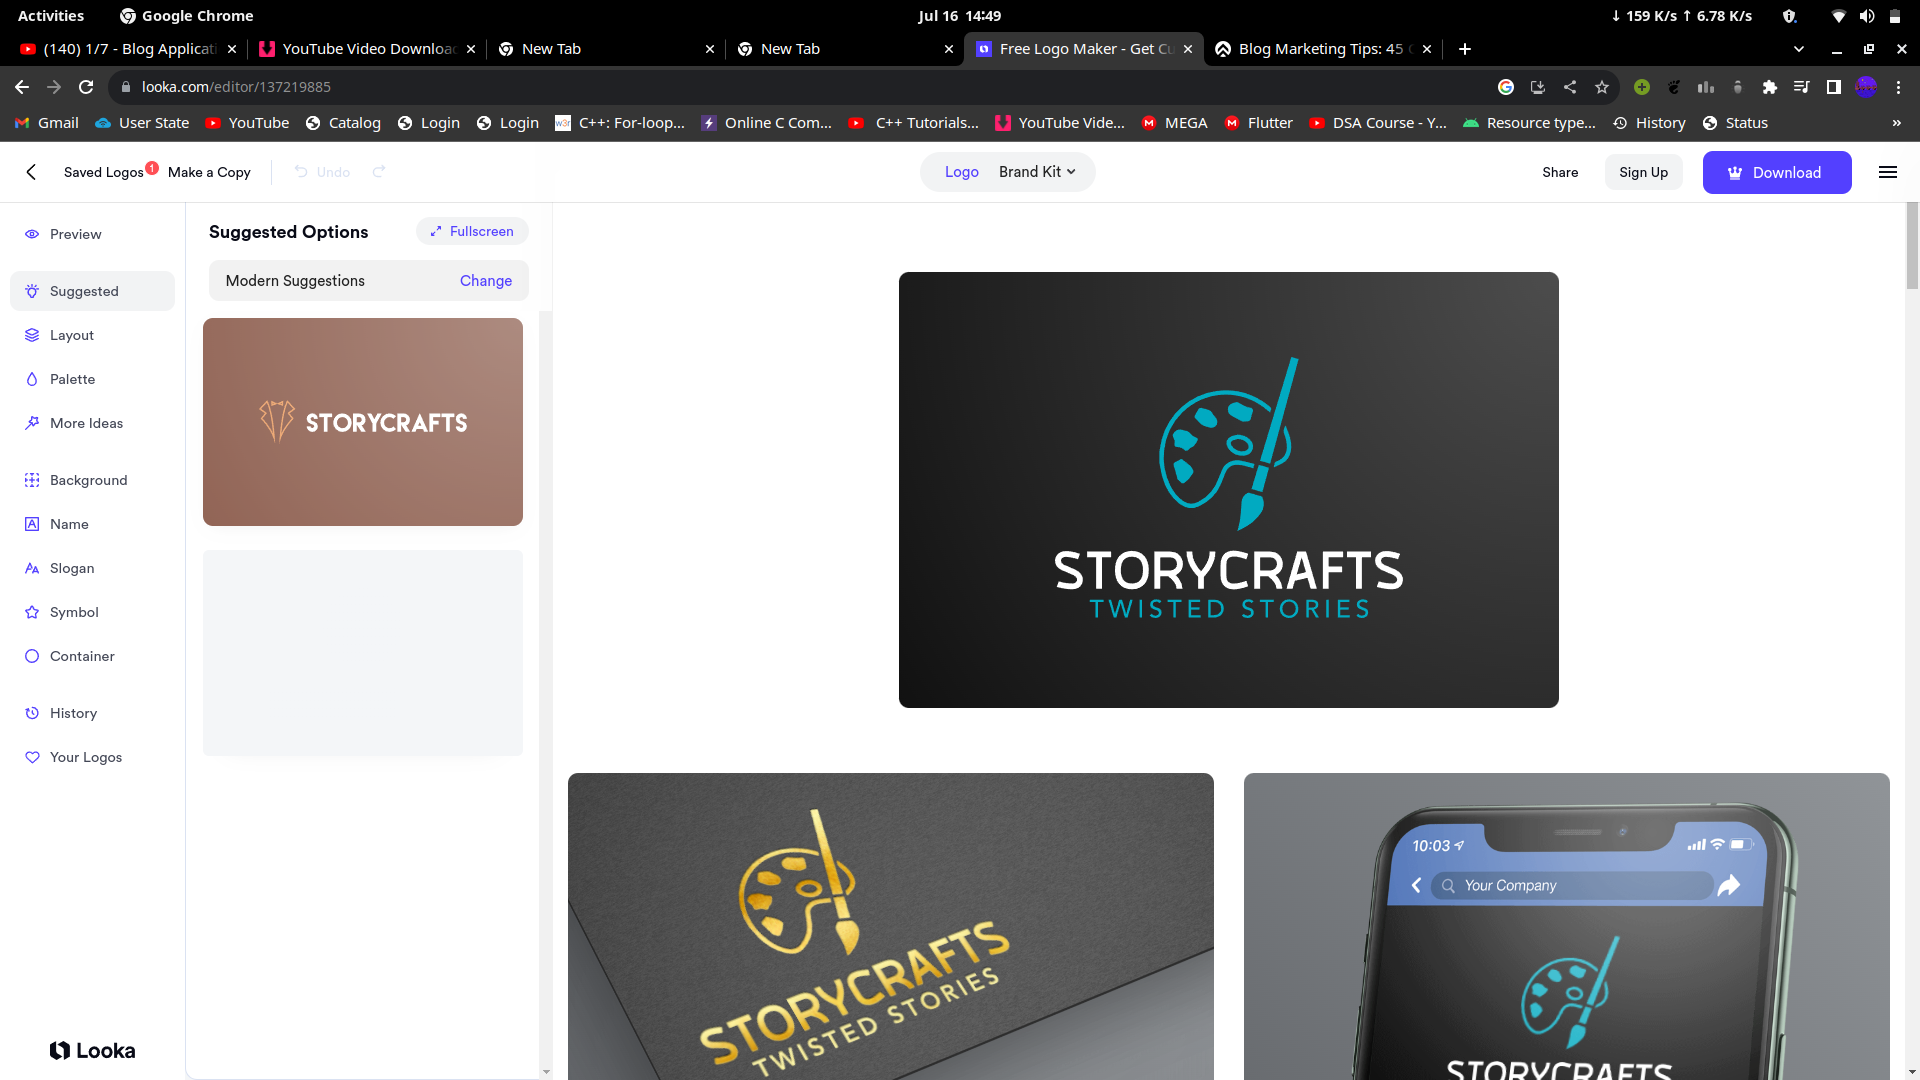 Activities
Google Chrome
Jul 16 14:49
↓ 159 K/s ↑ 6.78 K/s
(140) 1/7 - Blog Applicati
YouTube Video Downloa
New Tab
New Tab
Free Logo Maker - Get Cu
Blog Marketing Tips: 45
looka.com/editor/137219885
Gmail
User State
YouTube
Catalog
Login
Login
C++: For-loop...
Online C Com...
C++ Tutorials...
YouTube Vide...
MEGA
Flutter
DSA Course - Y...
Resource type...
History
Status
»
Saved Logos 1
Make a Copy
Undo
Logo
Brand Kit
Share
Sign Up
Download
Preview
Suggested
Layout
Palette
More Ideas
Background
Name
Slogan
Symbol
Container
History
Your Logos
Looka
Suggested Options
Fullscreen
Modern Suggestions
Change
STORYCRAFTS
STORYCRAFTS
TWISTED STORIES
STORYCRAFTS
TWISTED STORIES
10:03
Your Company
STORYCRAFTS